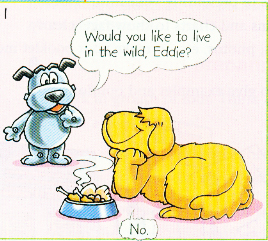 1
Would you like to live
in the wild, Eddie?
No.